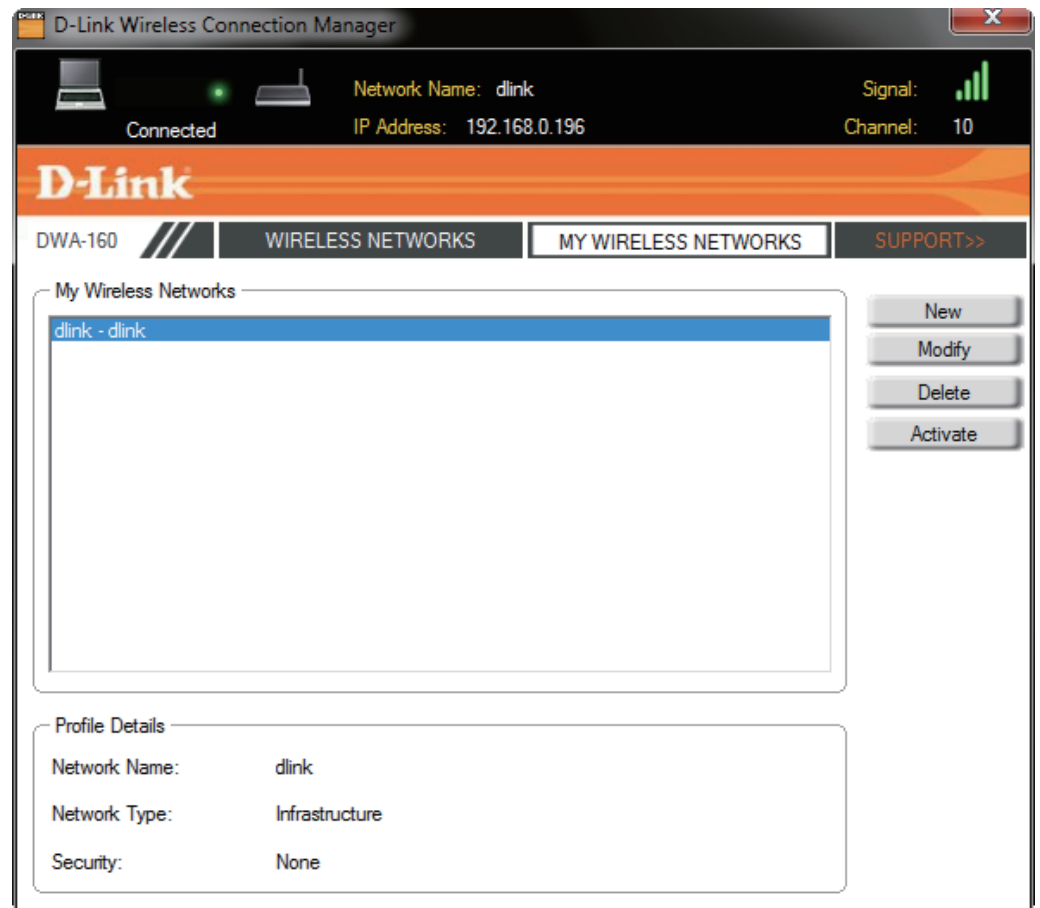 D-Link Wireless Connection Manager
Network Name: dlink Signal:
Connected IP Address: 192.168.0.196 Channel: 10
D-Link
DWA-160 WIRELESS NETWORKS MY WIRELESS NETWORKS SUPPORT>>
My Wireless Networks
dlink - dlink
New
Modify
Delete
Activate
Profile Details
Network Name: dlink
Network Type: Infrastructure
Security: None